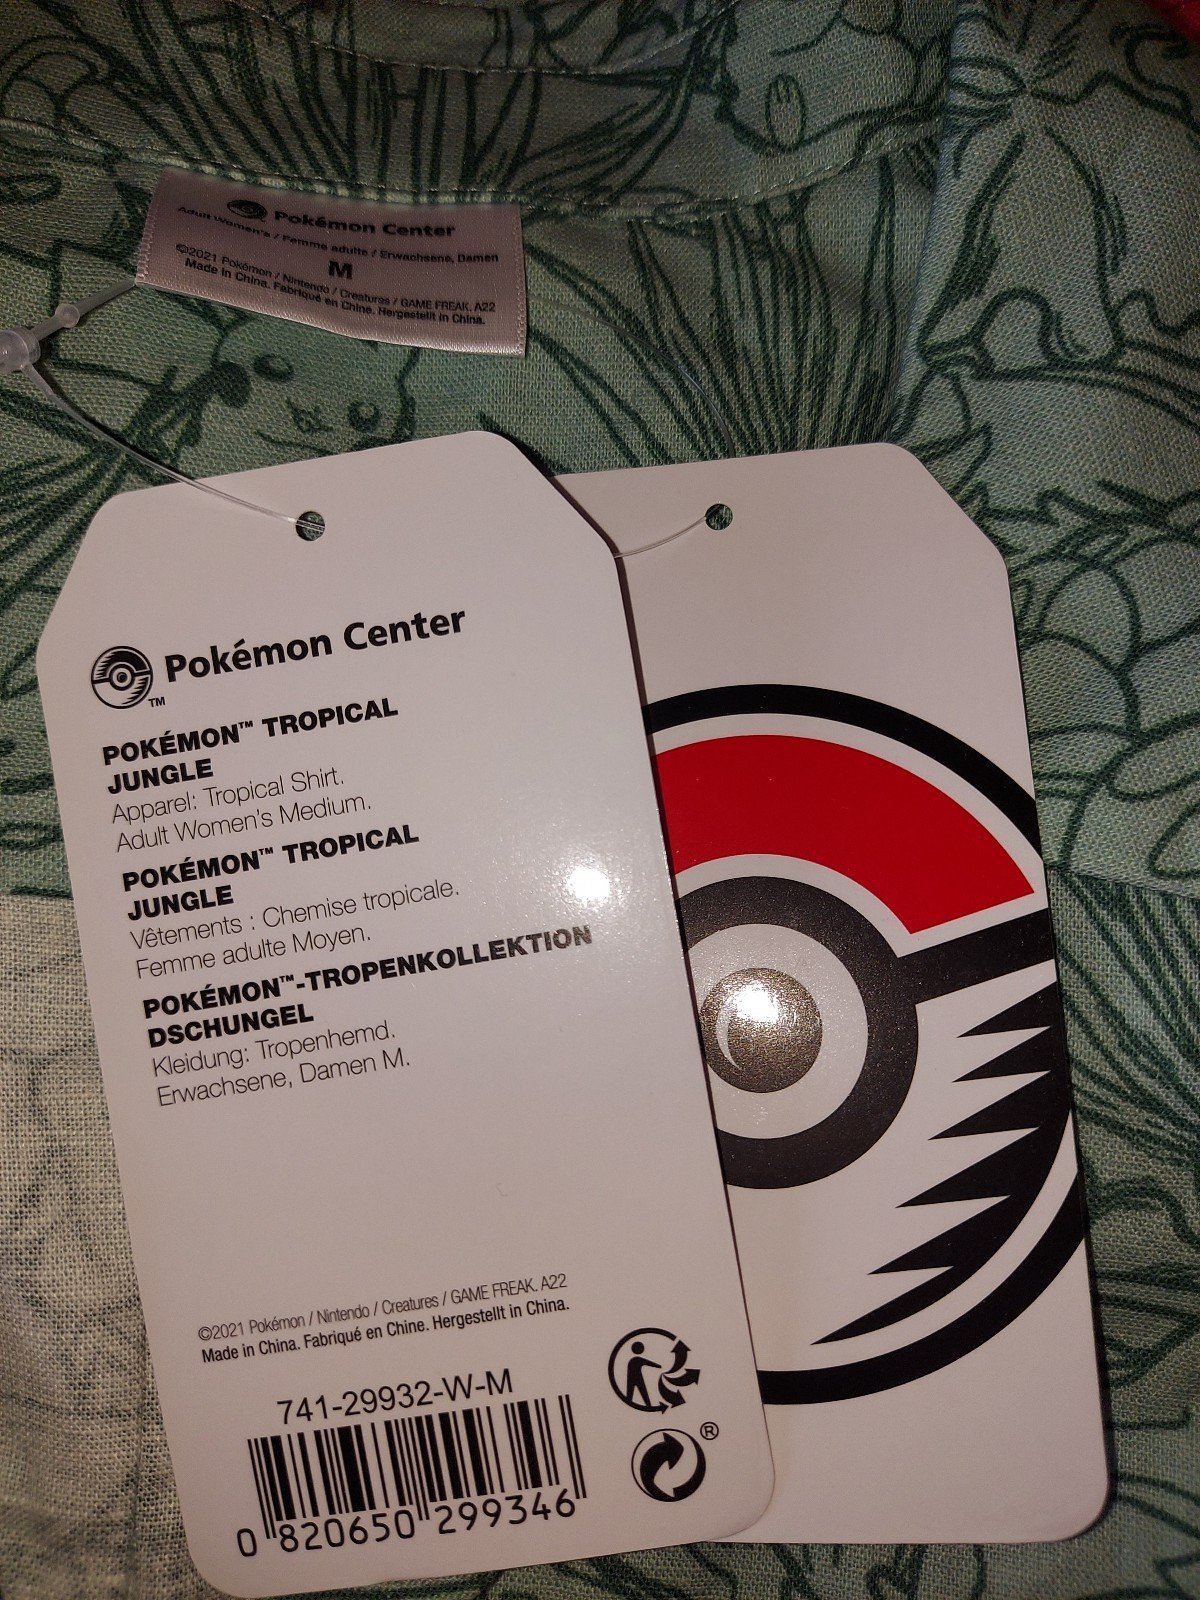 Pokémon Center
Adult Women's / Femme adulte / Erwachsene, Damen
M
©2021 Pokémon / Nintendo / Creatures / GAME FREAK. A22
Made in China. Fabriqué en Chine. Hergestellt in China.
Pokémon Center
TM
POKÉMON™ TROPICAL
JUNGLE
Apparel: Tropical Shirt.
Adult Women's Medium.
POKÉMON™ TROPICAL
JUNGLE
Vêtements : Chemise tropicale.
Femme adulte Moyen.
POKÉMON™-TROPENKOLLEKTION
DSCHUNGEL
Kleidung: Tropenhemd.
Erwachsene, Damen M.
©2021 Pokémon / Nintendo / Creatures / GAME FREAK. A22
Made in China. Fabriqué en Chine. Hergestellt in China.
741-29932-W-M
®
0 820650 299346